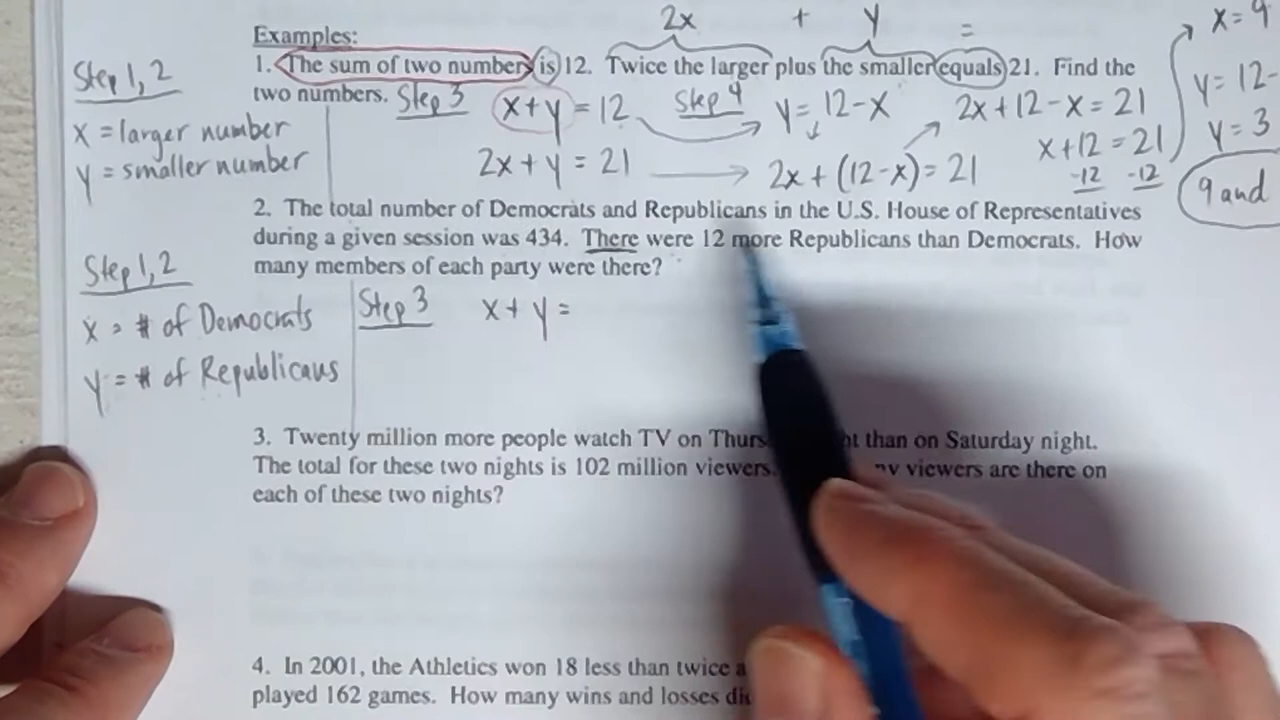 2x + y =
Examples:
1. The sum of two numbers is 12. Twice the larger plus the smaller equals 21. Find the
two numbers.
Step 1, 2
x = larger number
y = smaller number
Step 3
x + y = 12
2x + y = 21
Step 4
y = 12 - x
2x + (12 - x) = 21
2x + 12 - x = 21
x + 12 = 21
-12 -12
x = 9
y = 12 -
y = 3
9 and
2. The total number of Democrats and Republicans in the U.S. House of Representatives
during a given session was 434. There were 12 more Republicans than Democrats. How
many members of each party were there?
Step 1, 2
x = # of Democrats
y = # of Republicans
Step 3
x + y =
3. Twenty million more people watch TV on Thurs ht than on Saturday night.
The total for these two nights is 102 million viewers. viewers are there on
each of these two nights?
4. In 2001, the Athletics won 18 less than twice a
played 162 games. How many wins and losses di